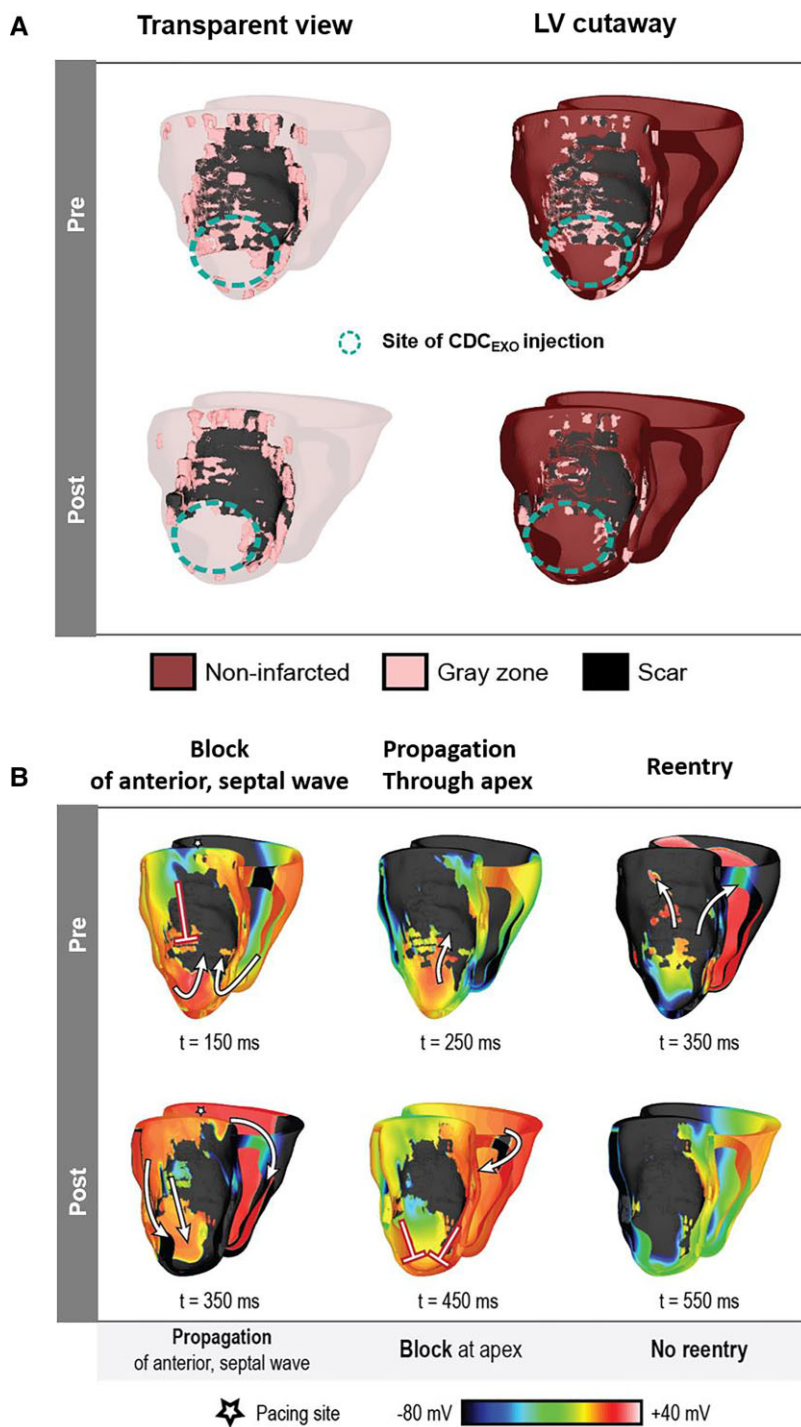 A
Transparent view
LV cutaway
Pre
Site of CDCEXO injection
Post
Non-infarcted
Gray zone
Scar
B
Block
of anterior, septal wave
Propagation
Through apex
Reentry
Pre
t = 150 ms
t = 250 ms
t = 350 ms
Post
t = 350 ms
t = 450 ms
t = 550 ms
Propagation
of anterior, septal wave
Block at apex
No reentry
Pacing site
-80 mV
+40 mV